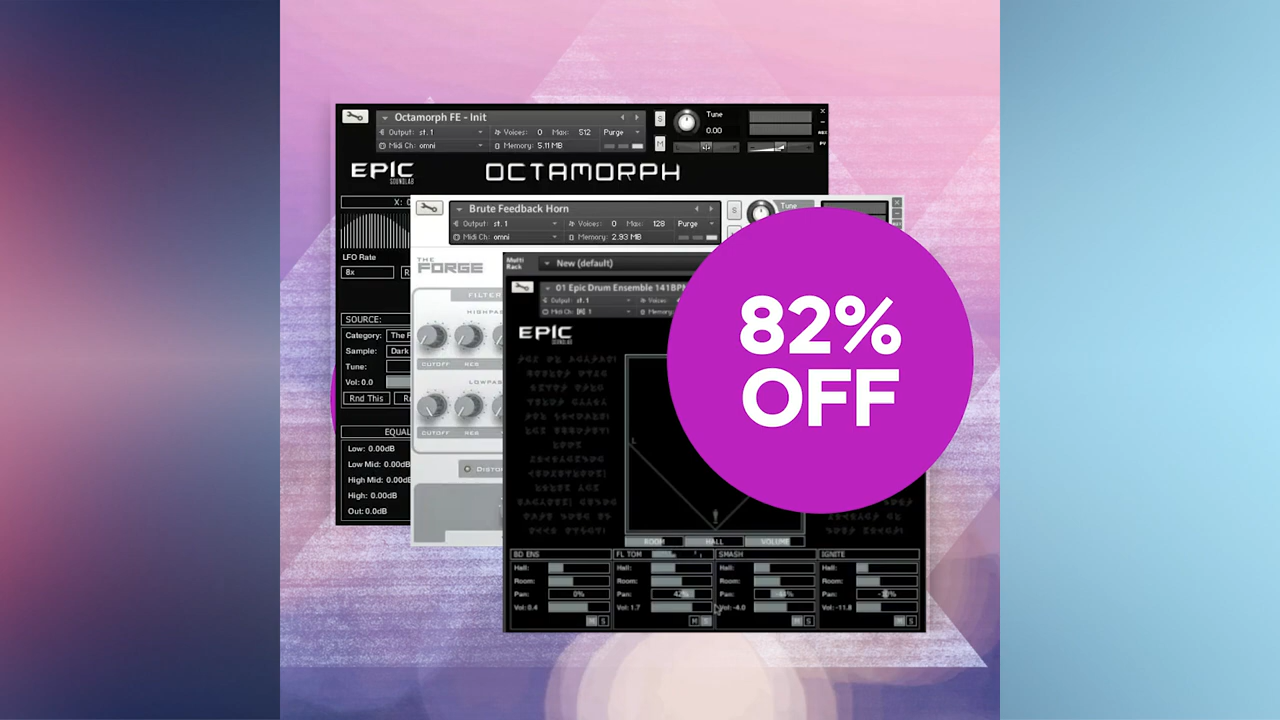 Octamorph FE - Init
Output: st. 1 Voices: 0 Max: 512 Purge
Midi Ch: omni Memory: 5.11 MB
S
M
Tune
0.00
EPIC
SOUNDLAB
OCTAMORPH
LFO Rate
8x
SOURCE:
Category:
Sample: Dark
Tune:
Vol: 0.0
Rnd This
EQUAL
Low: 0.00dB
Low Mid: 0.00dB
High Mid: 0.00dB
High: 0.00dB
Out: 0.0dB
Brute Feedback Horn
Output: st. 1 Voices: 0 Max: 128 Purge
Midi Ch: omni Memory: 2.93 MB
S
Tune
THE
FORGE
FILTER
HIGHPA
CUTOFF RES
LOWPAS
CUTOFF RES
Multi
Rack
New (default)
01 Epic Drum Ensemble 141BPM
Output: st. 1 Voices:
Midi Ch: [A] 1 Memory:
EPIC
SOUNDLAB
L
ROOM HALL VOLUME
BD ENS FL TOM SMASH IGNITE
Hall: Hall: Hall: Hall:
Room: Room: Room: Room:
Pan: 0% Pan: Pan: Pan:
Vol: 0.4 Vol: 1.7 Vol: -4.0 Vol: -11.8
M S M S M S M S
82%
OFF